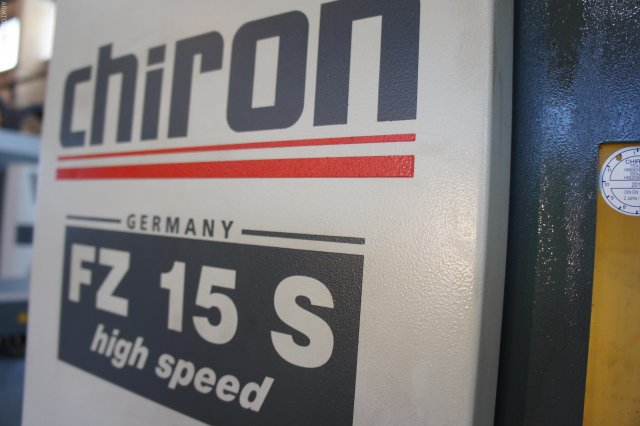 chiron
GERMANY
FZ 15 S
high speed